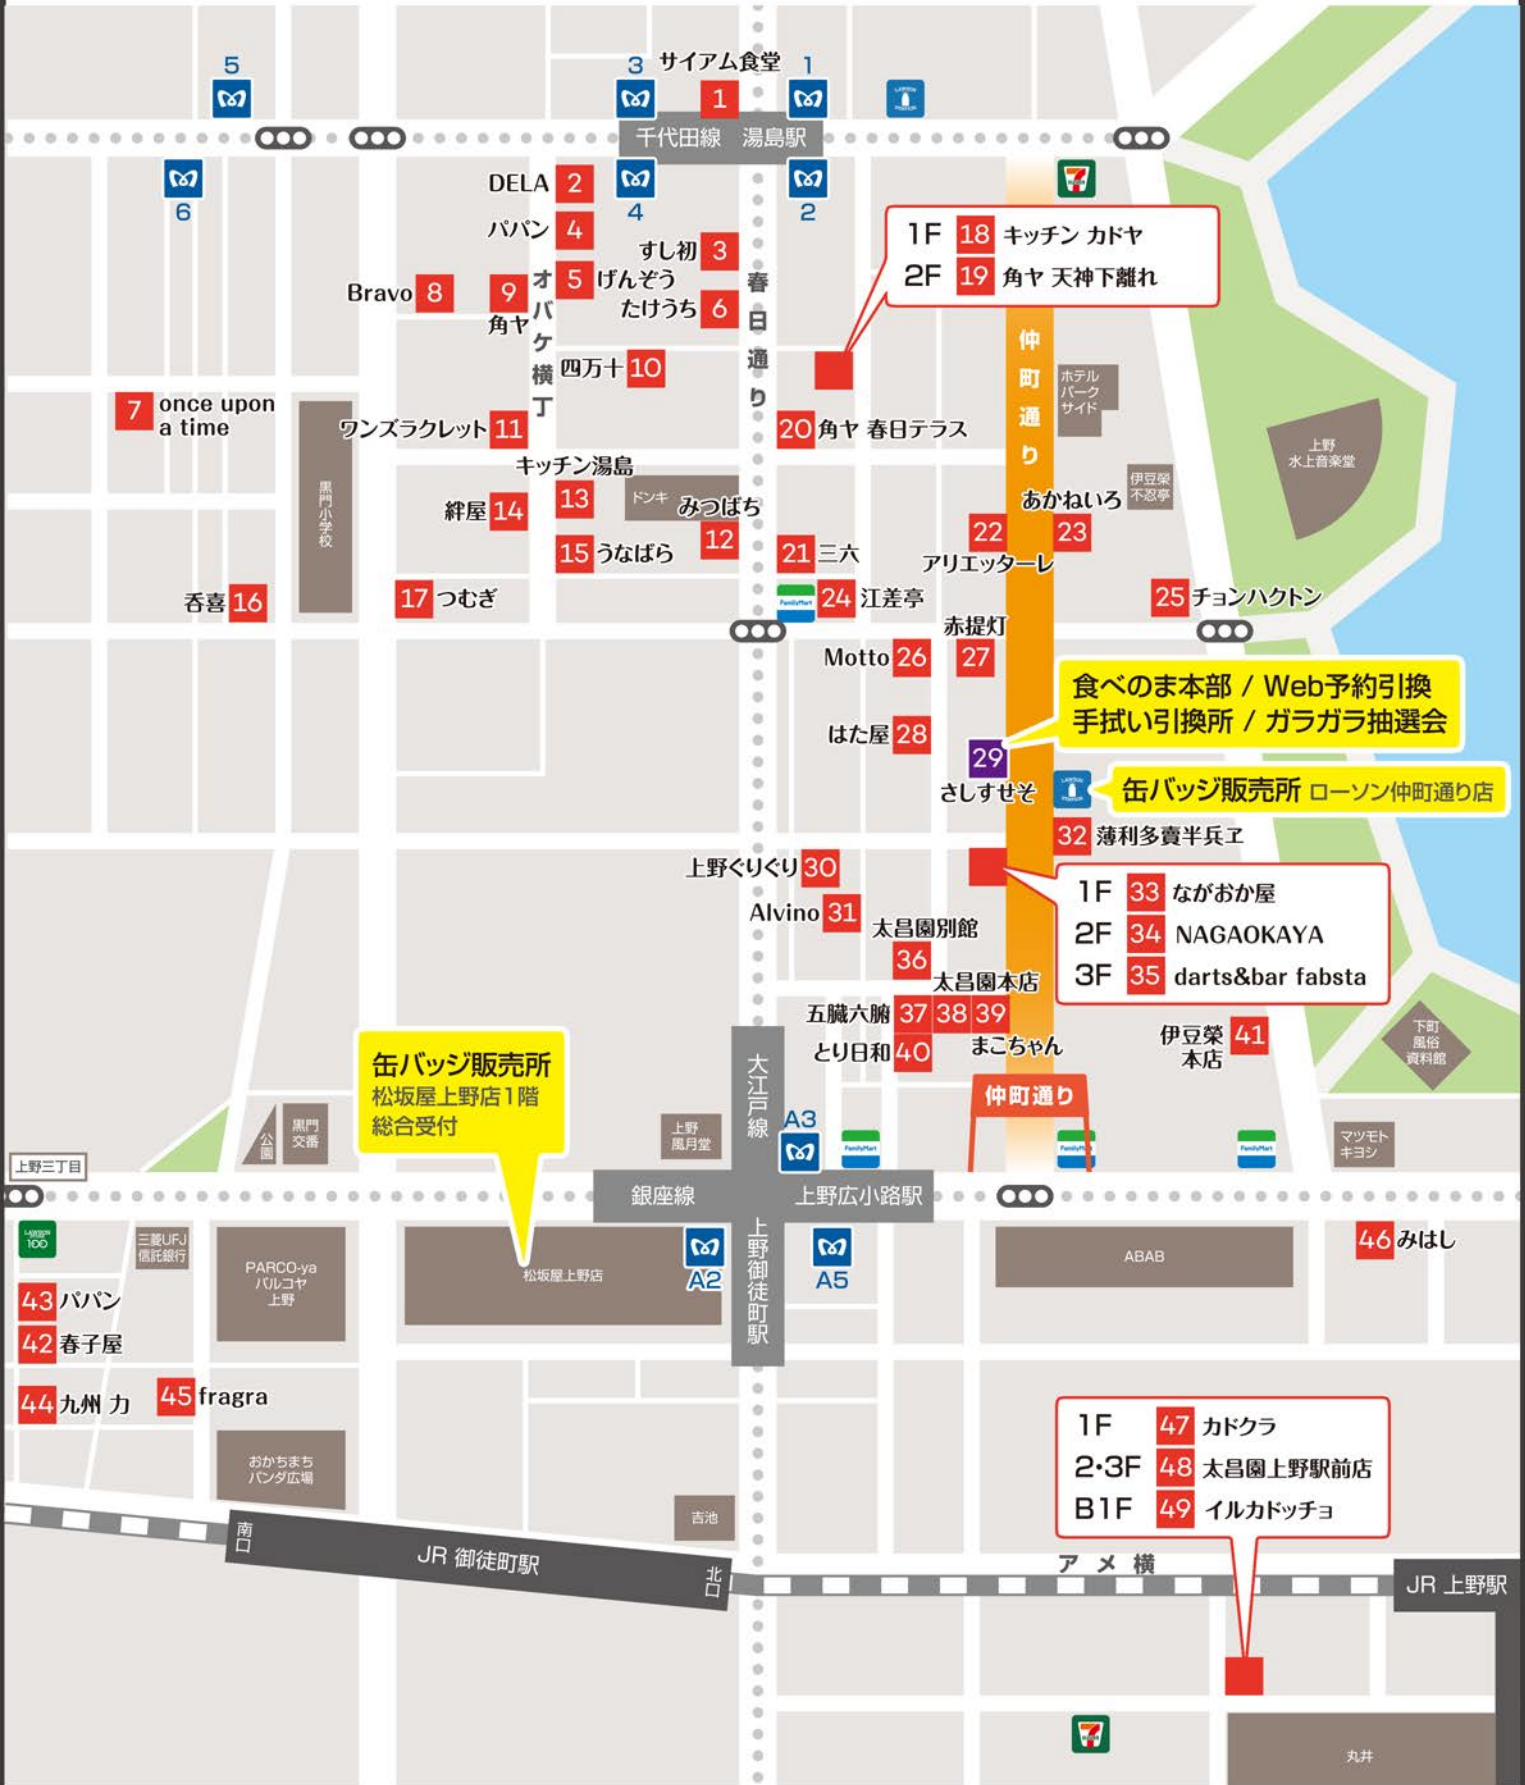 5
3
サイアム食堂
1
1
LAWSON
STATION
千代田線 湯島駅
6
4
2
7
DELA 2
パパン 4
すし初 3
5 げんぞう
Bravo 8
9
角ヤ
たけうち 6
オバケ横丁
春日通り
1F 18 キッチン カドヤ
2F 19 角ヤ 天神下離れ
仲町通り
ホテル
パーク
サイド
四万十 10
7 once upon
a time
ワンズラクレット 11
20 角ヤ 春日テラス
上野
水上音楽堂
キッチン湯島
13
ドンキ
みつばち
12
黒門小学校
絆屋 14
15 うなばら
21 三六
伊豆榮
不忍亭
あかねいろ
22
23
アリエッターレ
呑喜 16
17 つむぎ
FamilyMart
24 江差亭
25 チョンハクトン
赤提灯
Motto 26
27
食べのま本部 / Web予約引換
手拭い引換所 / ガラガラ抽選会
はた屋 28
29
さしすせそ
LAWSON
STATION
缶バッジ販売所 ローソン仲町通り店
32 薄利多賣半兵ヱ
上野ぐりぐり 30
Alvino 31
1F 33 ながおか屋
2F 34 NAGAOKAYA
3F 35 darts&bar fabsta
太昌園別館
36
太昌園本店
五臓六腑 37 38 39
とり日和 40
まこちゃん
伊豆榮
本店
41
下町
風俗
資料館
缶バッジ販売所
松坂屋上野店1階
総合受付
大江戸線
仲町通り
公園
黒門
交番
上野
風月堂
A3
FamilyMart
FamilyMart
FamilyMart
マツモト
キヨシ
上野三丁目
銀座線
上野広小路駅
LAWSON
STORE
100
三菱UFJ
信託銀行
PARCO-ya
パルコヤ
上野
松坂屋上野店
A2
上野御徒町駅
A5
ABAB
46 みはし
43 パパン
42 春子屋
44 九州 力
45 fragra
おかちまち
パンダ広場
1F 47 カドクラ
2・3F 48 太昌園上野駅前店
B1F 49 イルカドッチョ
吉池
南口
JR 御徒町駅
北口
アメ横
JR 上野駅
7
丸井